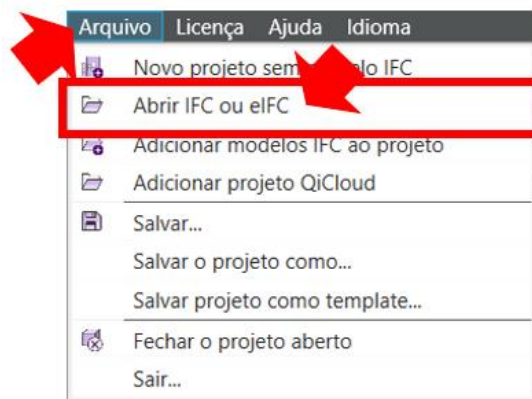 Arquivo Licença Ajuda Idioma
Novo projeto sem IFC
Abrir IFC ou eIFC
Adicionar modelos IFC ao projeto
Adicionar projeto QiCloud
Salvar...
Salvar o projeto como...
Salvar projeto como template...
Fechar o projeto aberto
Sair...